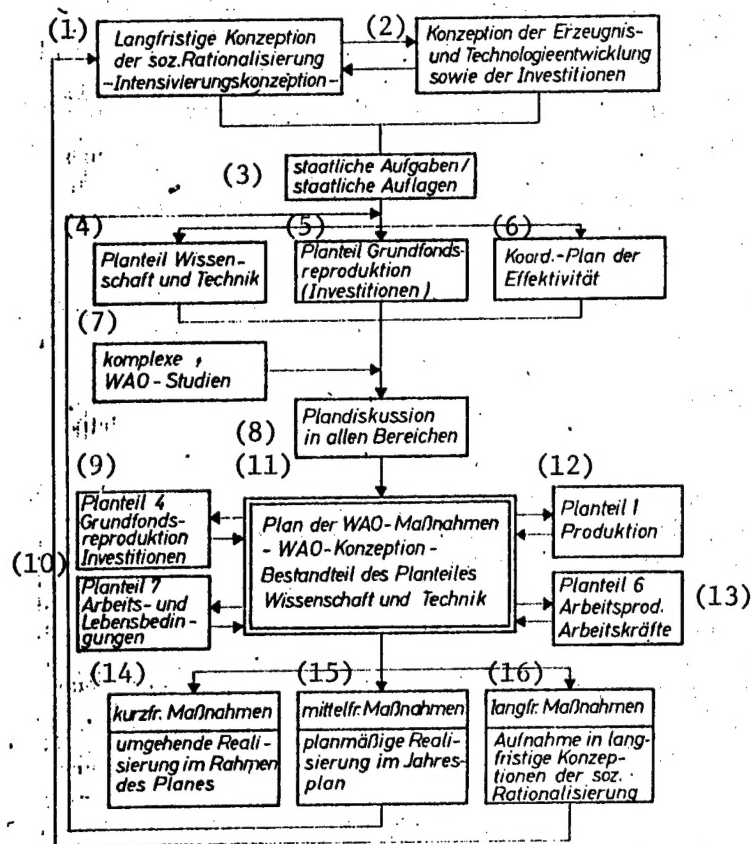 (1)
Langfristige Konzeption
der soz. Rationalisierung
-Intensivierungskonzeption-
(2)
Konzeption der Erzeugnis-
und Technologieentwicklung
sowie der Investitionen
(3)
staatliche Aufgaben/
staatliche Auflagen
(4)
Planteil Wissen-
schaft und Technik
(5)
Planteil Grundfonds-
reproduktion
(Investitionen)
(6)
Koord.-Plan der
Effektivität
(7)
komplexe
WAO-Studien
(8)
Plandiskussion
in allen Bereichen
(9)
Planteil 4
Grundfonds-
reproduktion
Investitionen
(10)
Planteil 7
Arbeits- und
Lebensbedin-
gungen
(11)
Plan der WAO-Maßnahmen
- WAO-Konzeption -
Bestandteil des Planteiles
Wissenschaft und Technik
(12)
Planteil 1
Produktion
(13)
Planteil 6
Arbeitsprod.
Arbeitskräfte
(14)
kurzfr. Maßnahmen
umgehende Reali-
sierung im Rahmen
des Planes
(15)
mittelfr. Maßnahmen
planmäßige Reali-
sierung im Jahres-
plan
(16)
langfr. Maßnahmen
Aufnahme in lang-
fristige Konzep-
tionen der soz.
Rationalisierung